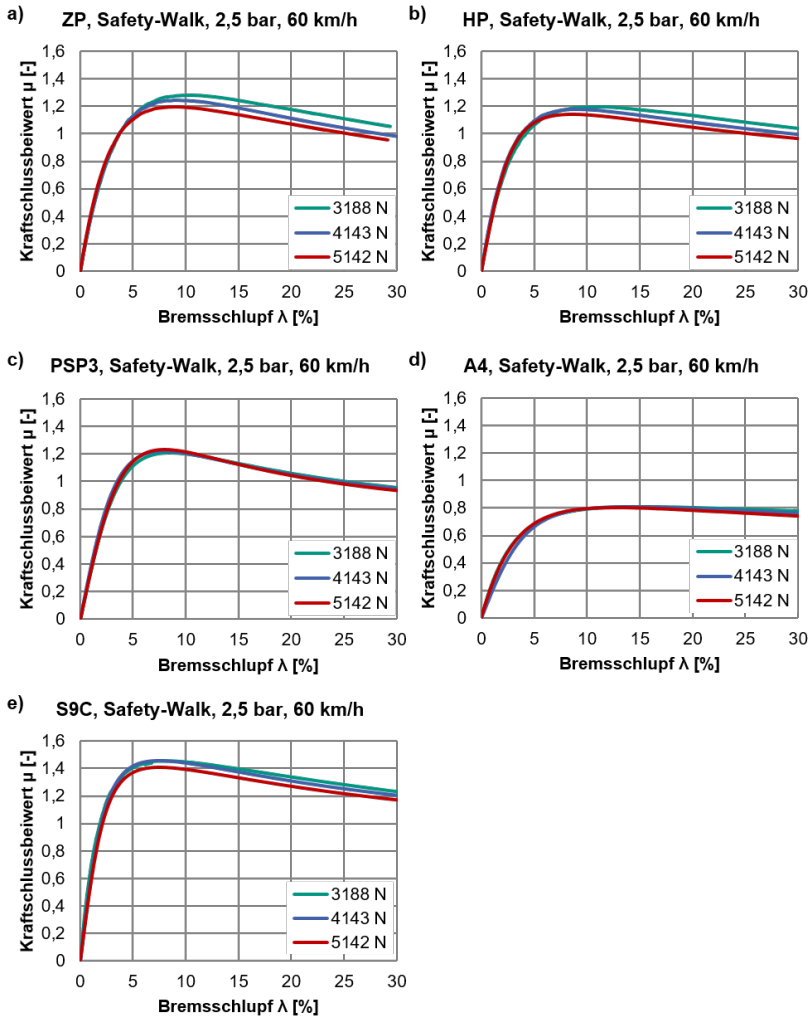 a) ZP, Safety-Walk, 2,5 bar, 60 km/h
Kraftschlussbeiwert µ [-]
1,6
1,4
1,2
1
0,8
0,6
0,4
0,2
0
3188 N
4143 N
5142 N
0 5 10 15 20 25 30
Bremsschlupf λ [%]
b) HP, Safety-Walk, 2,5 bar, 60 km/h
Kraftschlussbeiwert µ [-]
1,6
1,4
1,2
1
0,8
0,6
0,4
0,2
0
3188 N
4143 N
5142 N
0 5 10 15 20 25 30
Bremsschlupf λ [%]
c) PSP3, Safety-Walk, 2,5 bar, 60 km/h
Kraftschlussbeiwert µ [-]
1,6
1,4
1,2
1
0,8
0,6
0,4
0,2
0
3188 N
4143 N
5142 N
0 5 10 15 20 25 30
Bremsschlupf λ [%]
d) A4, Safety-Walk, 2,5 bar, 60 km/h
Kraftschlussbeiwert µ [-]
1,6
1,4
1,2
1
0,8
0,6
0,4
0,2
0
3188 N
4143 N
5142 N
0 5 10 15 20 25 30
Bremsschlupf λ [%]
e) S9C, Safety-Walk, 2,5 bar, 60 km/h
Kraftschlussbeiwert µ [-]
1,6
1,4
1,2
1
0,8
0,6
0,4
0,2
0
3188 N
4143 N
5142 N
0 5 10 15 20 25 30
Bremsschlupf λ [%]